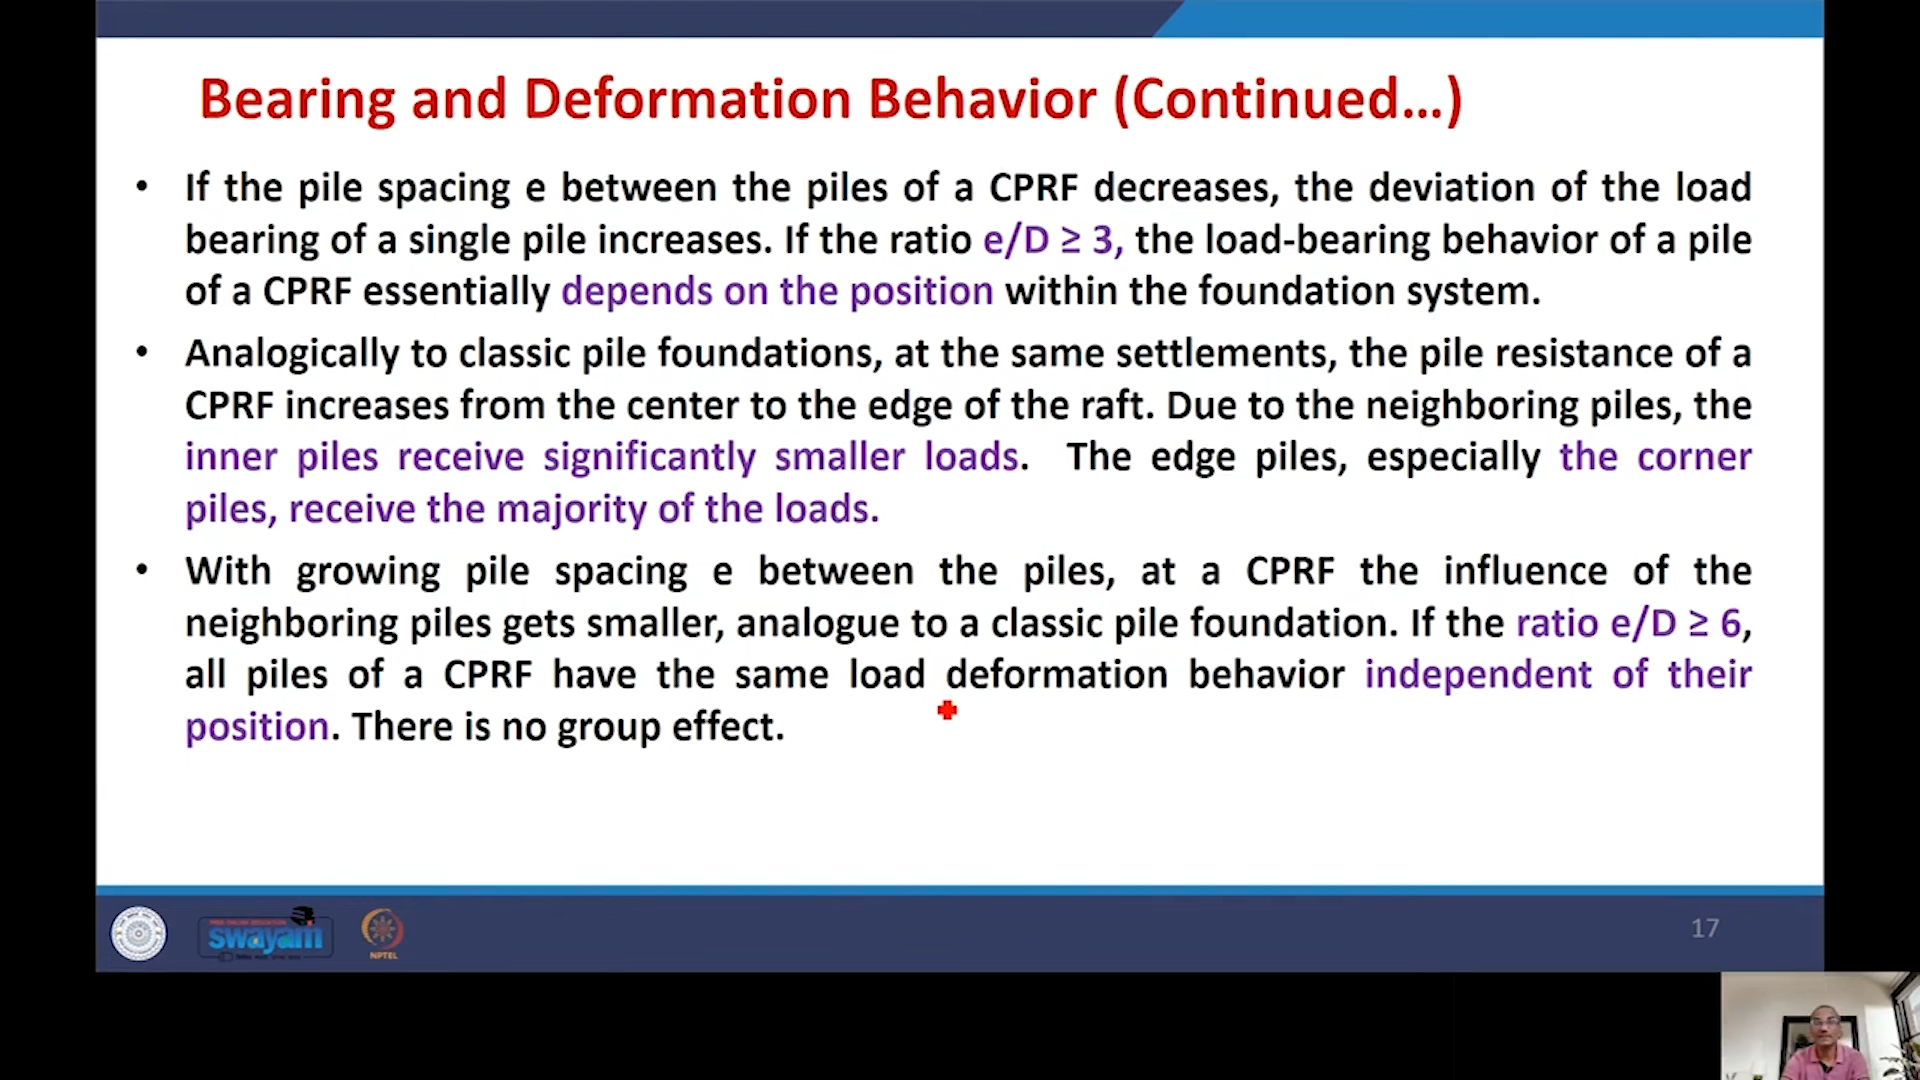 Bearing and Deformation Behavior (Continued...)
• If the pile spacing e between the piles of a CPRF decreases, the deviation of the load
bearing of a single pile increases. If the ratio e/D ≥ 3, the load-bearing behavior of a pile
of a CPRF essentially depends on the position within the foundation system.
• Analogically to classic pile foundations, at the same settlements, the pile resistance of a
CPRF increases from the center to the edge of the raft. Due to the neighboring piles, the
inner piles receive significantly smaller loads. The edge piles, especially the corner
piles, receive the majority of the loads.
• With growing pile spacing e between the piles, at a CPRF the influence of the
neighboring piles gets smaller, analogue to a classic pile foundation. If the ratio e/D ≥ 6,
all piles of a CPRF have the same load deformation behavior independent of their
position. There is no group effect.
FREE ONLINE EDUCATION
swayam
NPTEL
17